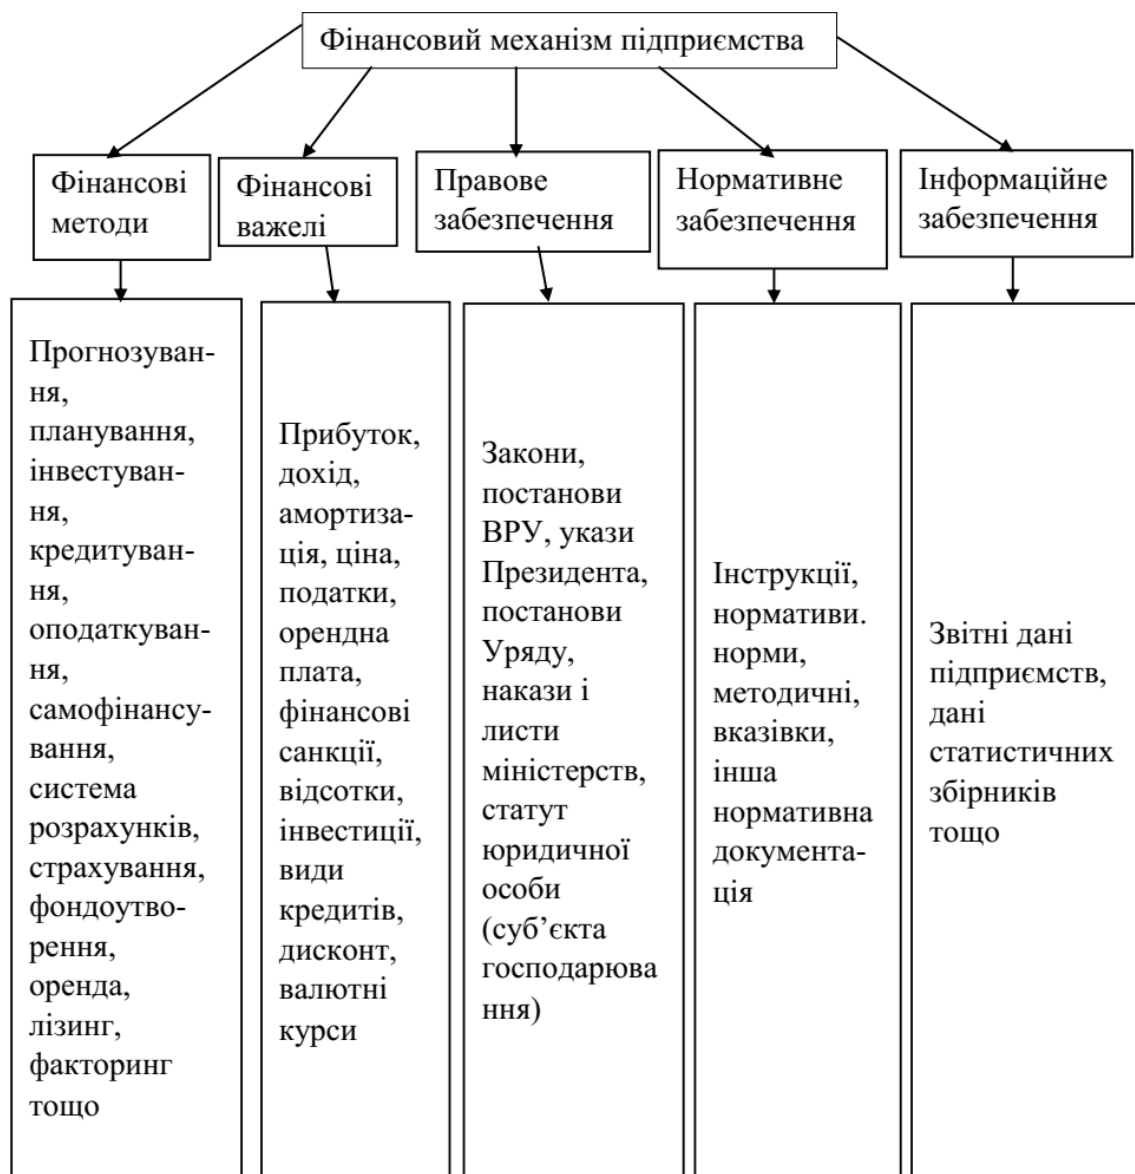 Фінансовий механізм підприємства
Фінансові
методи
Фінансові
важелі
Правове
забезпечення
Нормативне
забезпечення
Інформаційне
забезпечення
Прогнозуван-
ня,
планування,
інвестуван-
ня,
кредитуван-
ня,
оподаткуван-
ня,
самофінансу-
вання,
система
розрахунків,
страхування,
фондоутво-
рення,
оренда,
лізинг,
факторинг
тощо
Прибуток,
дохід,
амортиза-
ція, ціна,
податки,
орендна
плата,
фінансові
санкції,
відсотки,
інвестиції,
види
кредитів,
дисконт,
валютні
курси
Закони,
постанови
ВРУ, укази
Президента,
постанови
Уряду,
накази і
листи
міністерств,
статут
юридичної
особи
(суб’єкта
господарюва
ння)
Інструкції,
нормативи.
норми,
методичні,
вказівки,
інша
нормативна
документа-
ція
Звітні дані
підприємств,
дані
статистичних
збірників
тощо